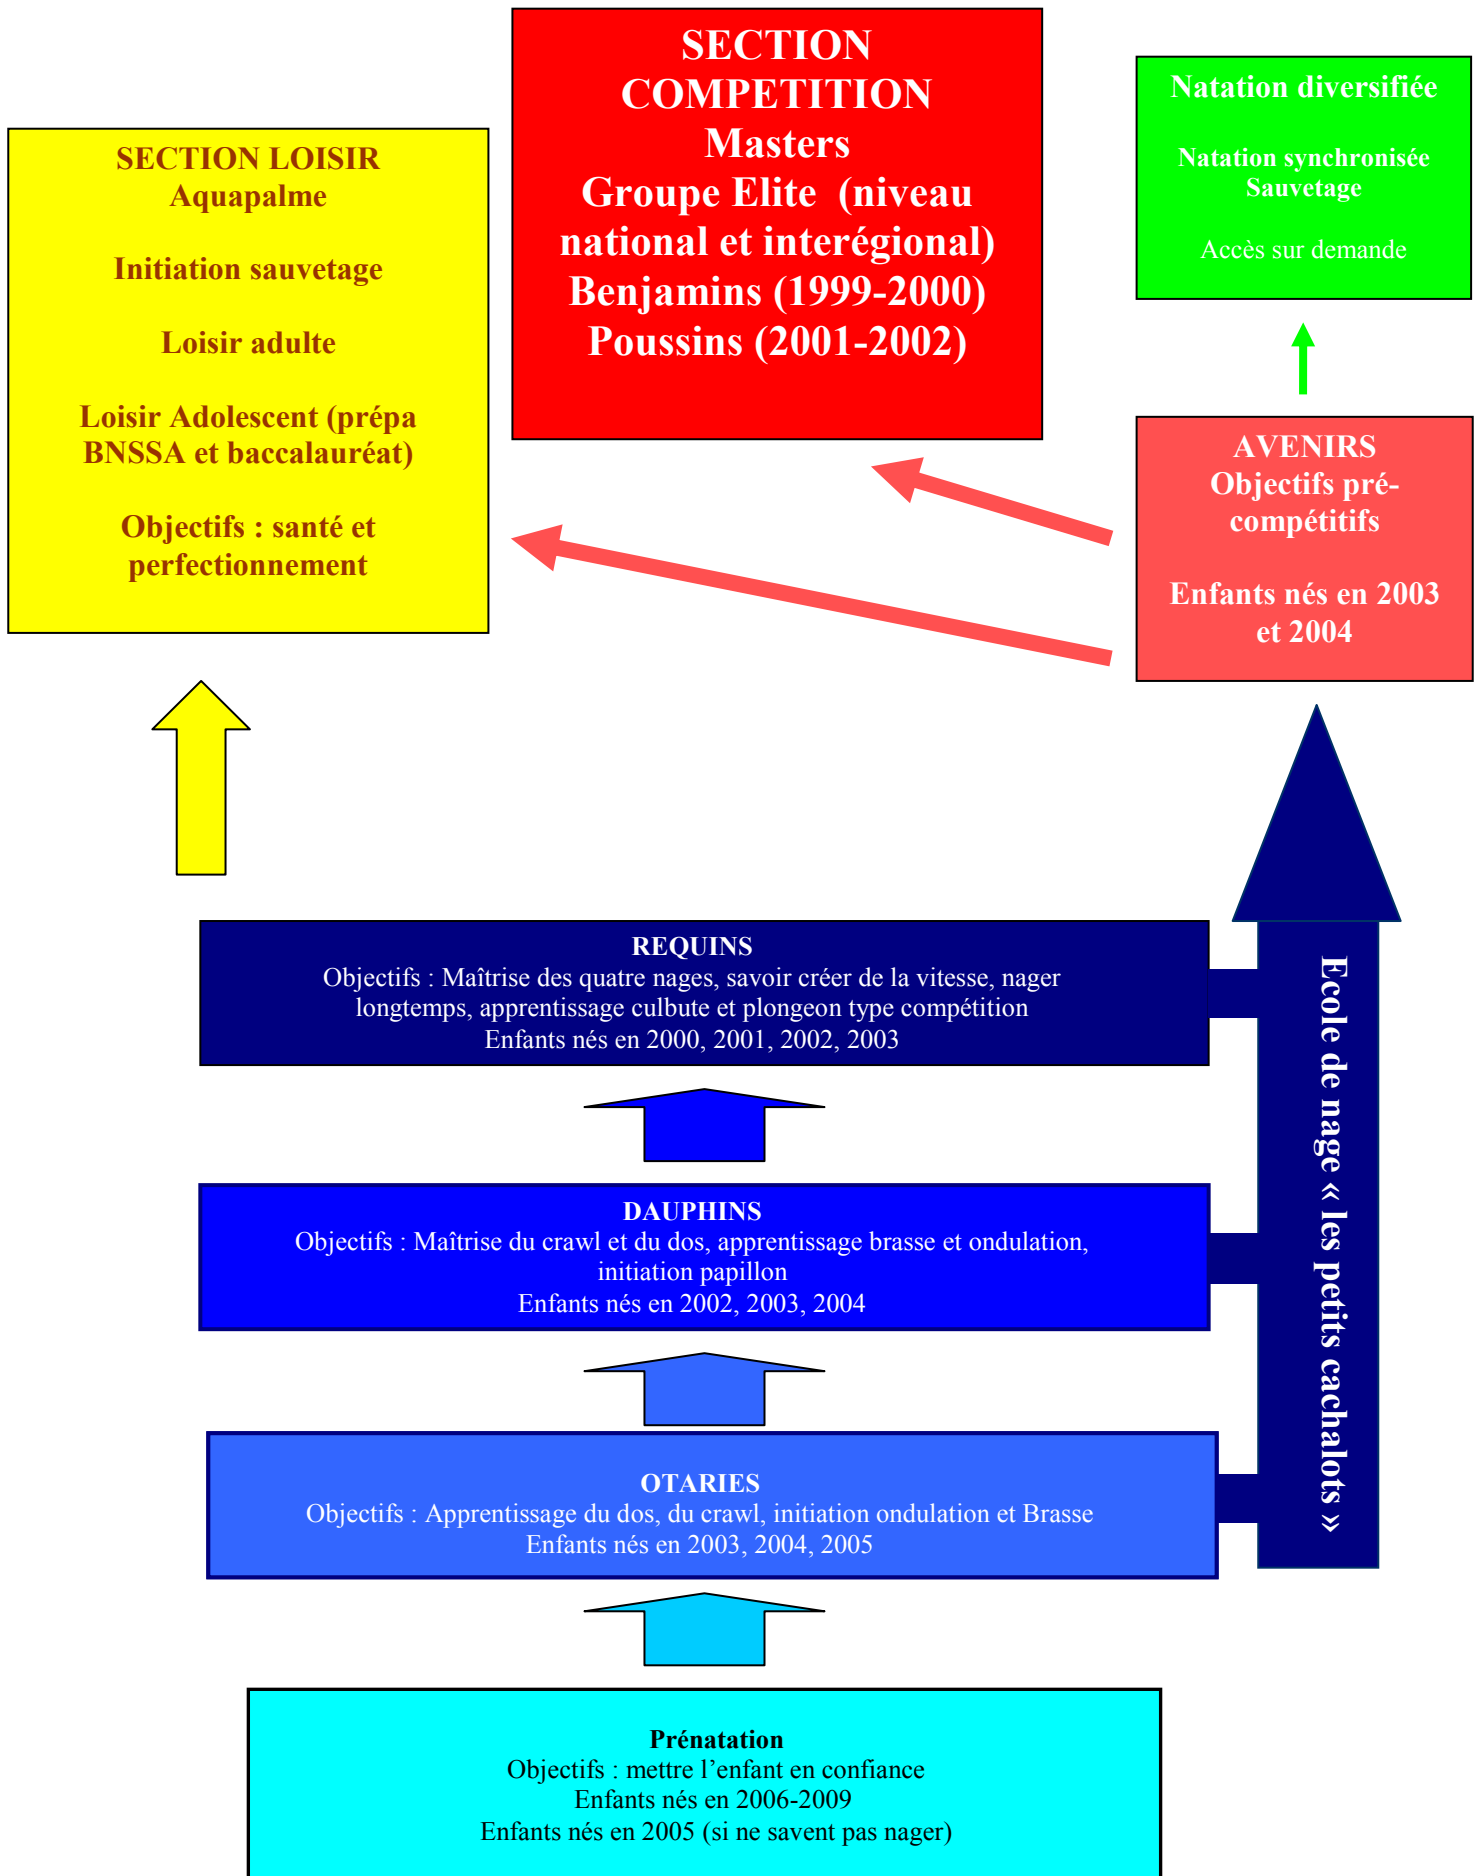 SECTION
COMPETITION
Masters
Groupe Elite  (niveau
national et interégional)
Benjamins (1999-2000)
Poussins (2001-2002)
Natation diversifiée
Natation synchronisée
Sauvetage
Accès sur demande
SECTION LOISIR
Aquapalme
Initiation sauvetage
Loisir adulte
Loisir Adolescent (prépa
BNSSA et baccalauréat)
Objectifs : santé et
perfectionnement
AVENIRS
Objectifs pré-
compétitifs
Enfants nés en 2003
et 2004
REQUINS
Objectifs : Maîtrise des quatre nages, savoir créer de la vitesse, nager
longtemps, apprentissage culbute et plongeon type compétition
Enfants nés en 2000, 2001, 2002, 2003
Ecole de nage « les petits cachalots »
DAUPHINS
Objectifs : Maîtrise du crawl et du dos, apprentissage brasse et ondulation,
initiation papillon
Enfants nés en 2002, 2003, 2004
OTARIES
Objectifs : Apprentissage du dos, du crawl, initiation ondulation et Brasse
Enfants nés en 2003, 2004, 2005
Prénatation
Objectifs : mettre l’enfant en confiance
Enfants nés en 2006-2009
Enfants nés en 2005 (si ne savent pas nager)